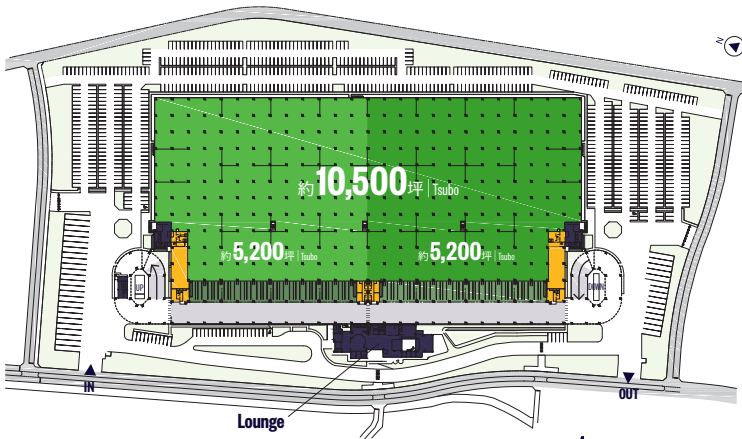 N
約10,500坪 | Tsubo
約5,200坪 | Tsubo
約5,200坪 | Tsubo
UP
DOWN
IN
OUT
Lounge